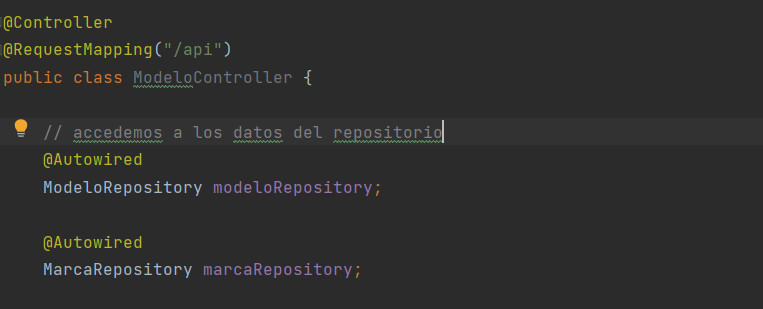 @Controller
@RequestMapping("/api")
public class ModeloController {
// accedemos a los datos del repositorio
@Autowired
ModeloRepository modeloRepository;
@Autowired
MarcaRepository marcaRepository;